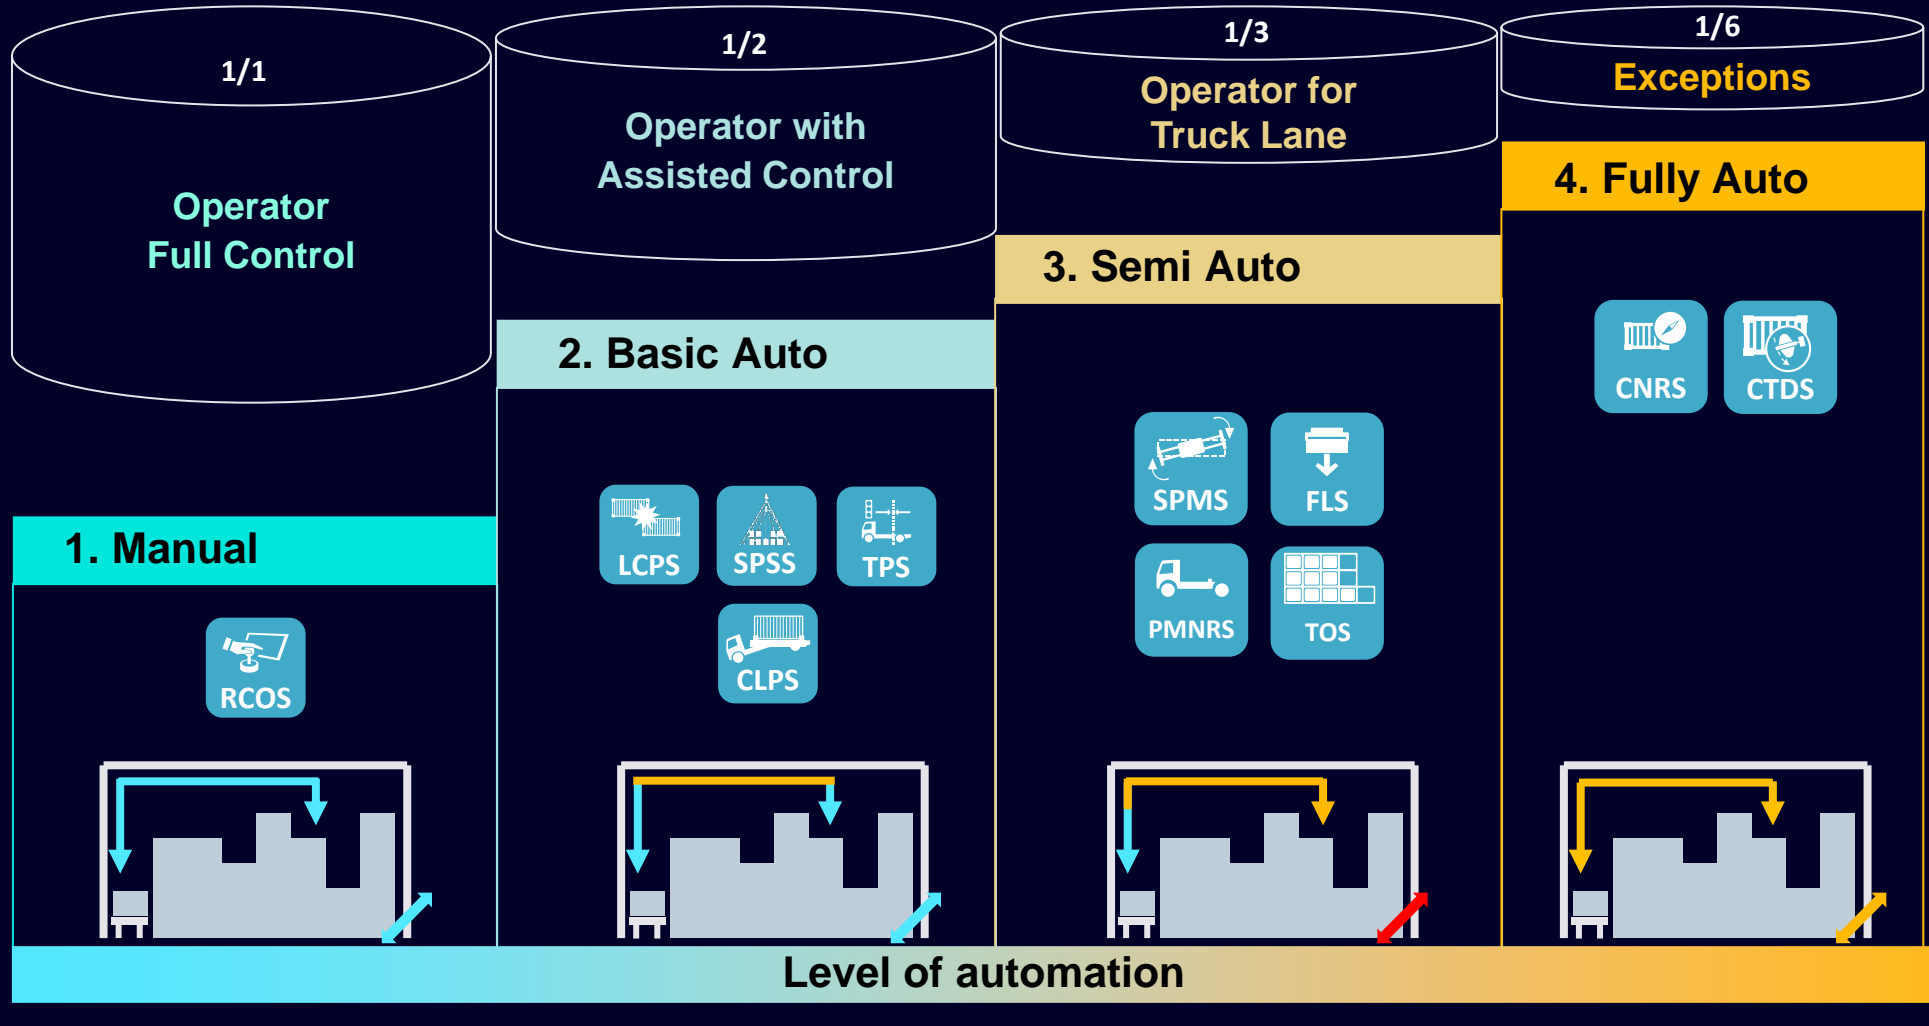 1/1
Operator
Full Control
1. Manual
RCOS
1/2
Operator with
Assisted Control
2. Basic Auto
LCPS
SPSS
TPS
CLPS
1/3
Operator for
Truck Lane
3. Semi Auto
SPMS
FLS
PMNRS
TOS
1/6
Exceptions
4. Fully Auto
CNRS
CTDS
Level of automation